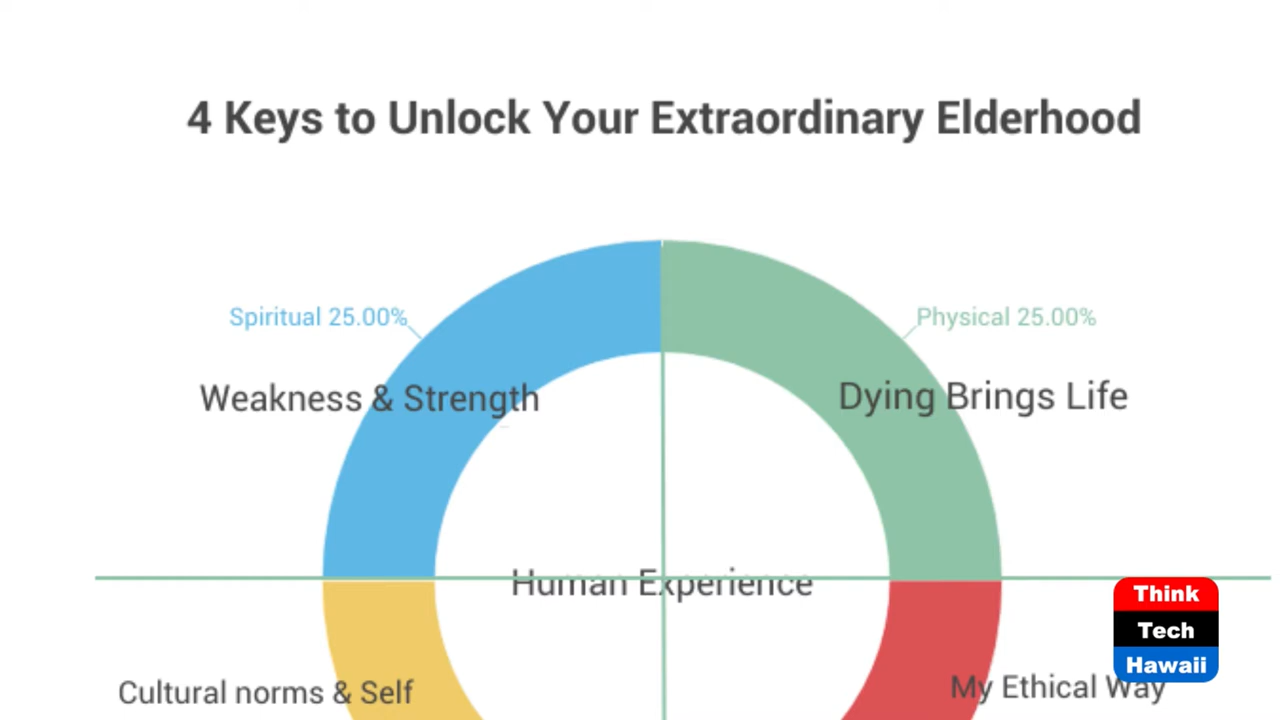 4 Keys to Unlock Your Extraordinary Elderhood
Spiritual 25.00%
Physical 25.00%
Weakness & Strength
Dying Brings Life
Human Experience
Think
Tech
Hawaii
Cultural norms & Self
My Ethical Way